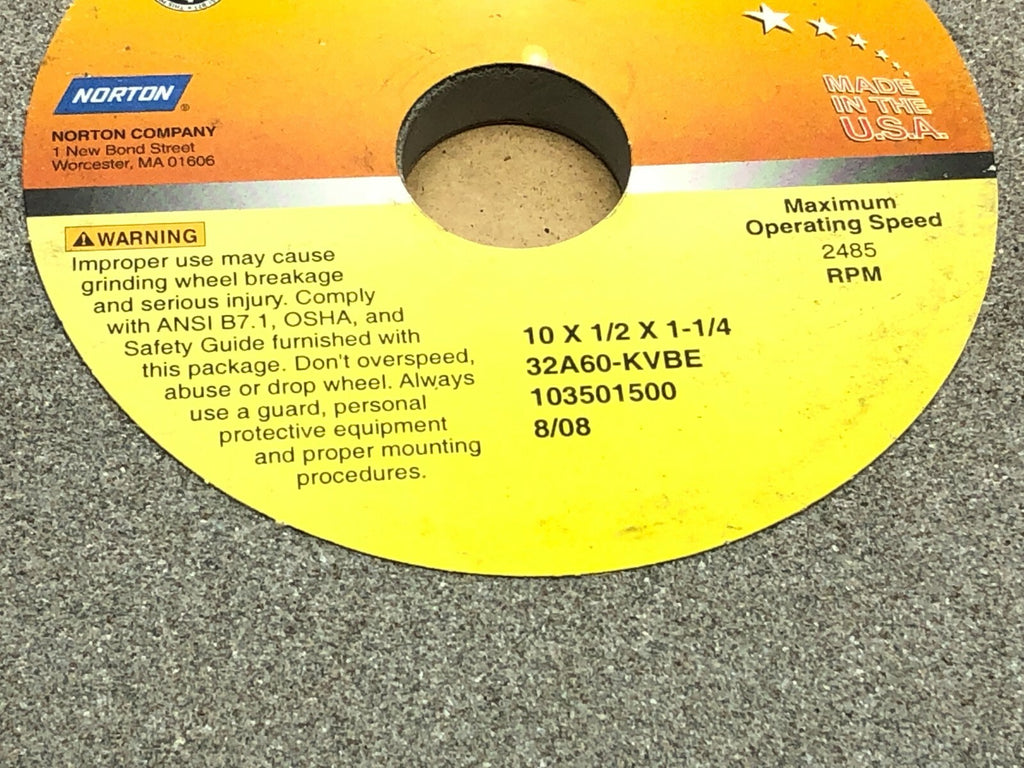 NORTON
®
NORTON COMPANY
1 New Bond Street
Worcester, MA 01606
MADE
IN THE
U.S.A.
WARNING
Improper use may cause
grinding wheel breakage
and serious injury. Comply
with ANSI B7.1, OSHA, and
Safety Guide furnished with
this package. Don't overspeed,
abuse or drop wheel. Always
use a guard, personal
protective equipment
and proper mounting
procedures.
Maximum
Operating Speed
2485
RPM
10 X 1/2 X 1-1/4
32A60-KVBE
103501500
8/08